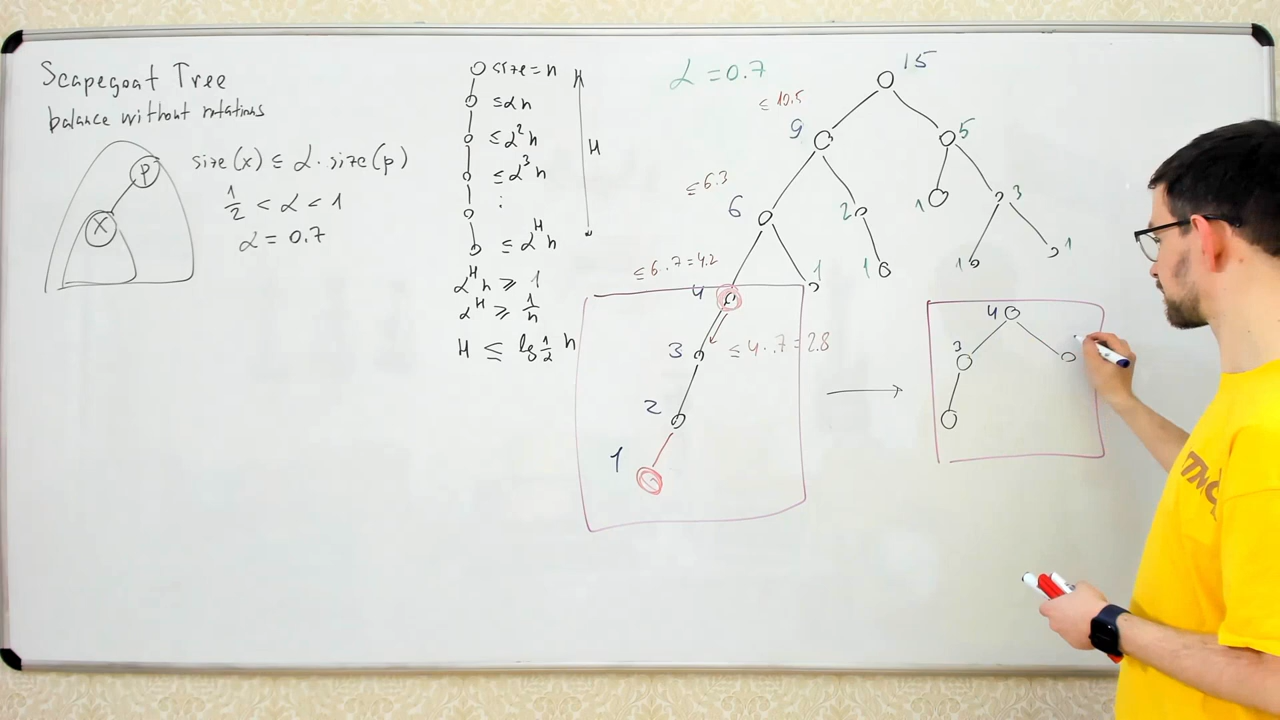 Scapegoat Tree
balance without rotations
p
x
size(x) ≤ α · size(p)
1/2 < α < 1
α = 0.7
size = n
≤ αn
≤ α²n
≤ α³n
:
≤ α^H n
H
H
α^H n ≥ 1
α^H ≥ 1/n
H ≤ log 1/2 n
α = 0.7
15
≤ 10.5
9
5
≤ 6.3
6
2
1
3
1
1
1
≤ 6 · .7 = 4.2
1
4
3
≤ 4 · .7 = 2.8
2
1
4
3